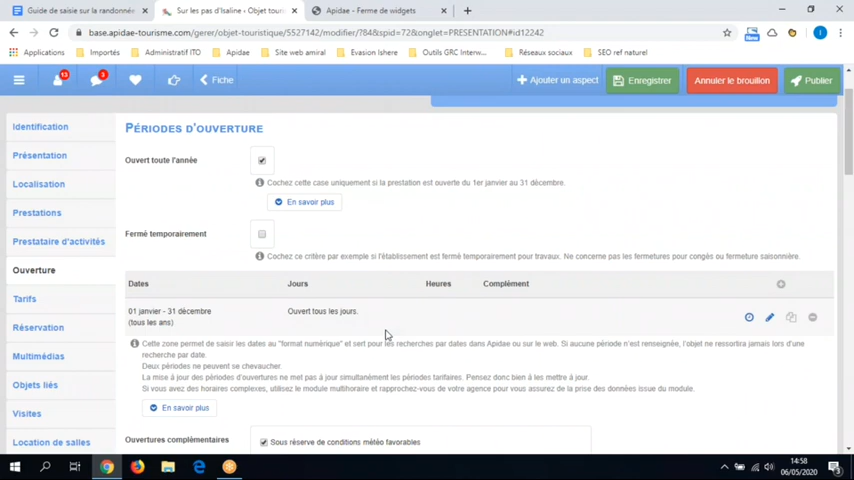 Guide de saisie sur la randonné
Sur les pas d'Isaline - Objet touri
Apidae - Ferme de widgets
base.apidae-tourisme.com/gerer/objet-touristique/5527142/modifier/?84&spid=72&onglet=PRESENTATION#id12242
New
Applications
Importés
Administratif ITO
Apidae
Site web amiral
Evasion Ishere
Outils GRC Interw...
Réseaux sociaux
SEO ref naturel
13
3
Fiche
Ajouter un aspect
Enregistrer
Annuler le brouillon
Publier
Identification
Présentation
Localisation
Prestations
Prestataire d'activités
Ouverture
Tarifs
Réservation
Multimédias
Objets liés
Visites
Location de salles
PÉRIODES D'OUVERTURE
Ouvert toute l'année
Cochez cette case uniquement si la prestation est ouverte du 1er janvier au 31 décembre.
En savoir plus
Fermé temporairement
Cochez ce critère par exemple si l'établissement est fermé temporairement pour travaux. Ne concerne pas les fermetures pour congés ou fermeture saisonnière.
Dates Jours Heures Complément
01 janvier - 31 décembre Ouvert tous les jours.
(tous les ans)
Cette zone permet de saisir les dates au "format numérique" et sert pour les recherches par dates dans Apidae ou sur le web. Si aucune période n'est renseignée, l'objet ne ressortira jamais lors d'une
recherche par date.
Deux périodes ne peuvent se chevaucher.
La mise à jour des périodes d'ouvertures ne met pas à jour simultanément les périodes tarifaires. Pensez donc bien à les mettre à jour.
Si vous avez des horaires complexes, utilisez le module multihoraire et rapprochez-vous de votre agence pour vous assurez de la prise des données issue du module.
En savoir plus
Ouvertures complémentaires
Sous réserve de conditions météo favorables
14:58
06/05/2020
3